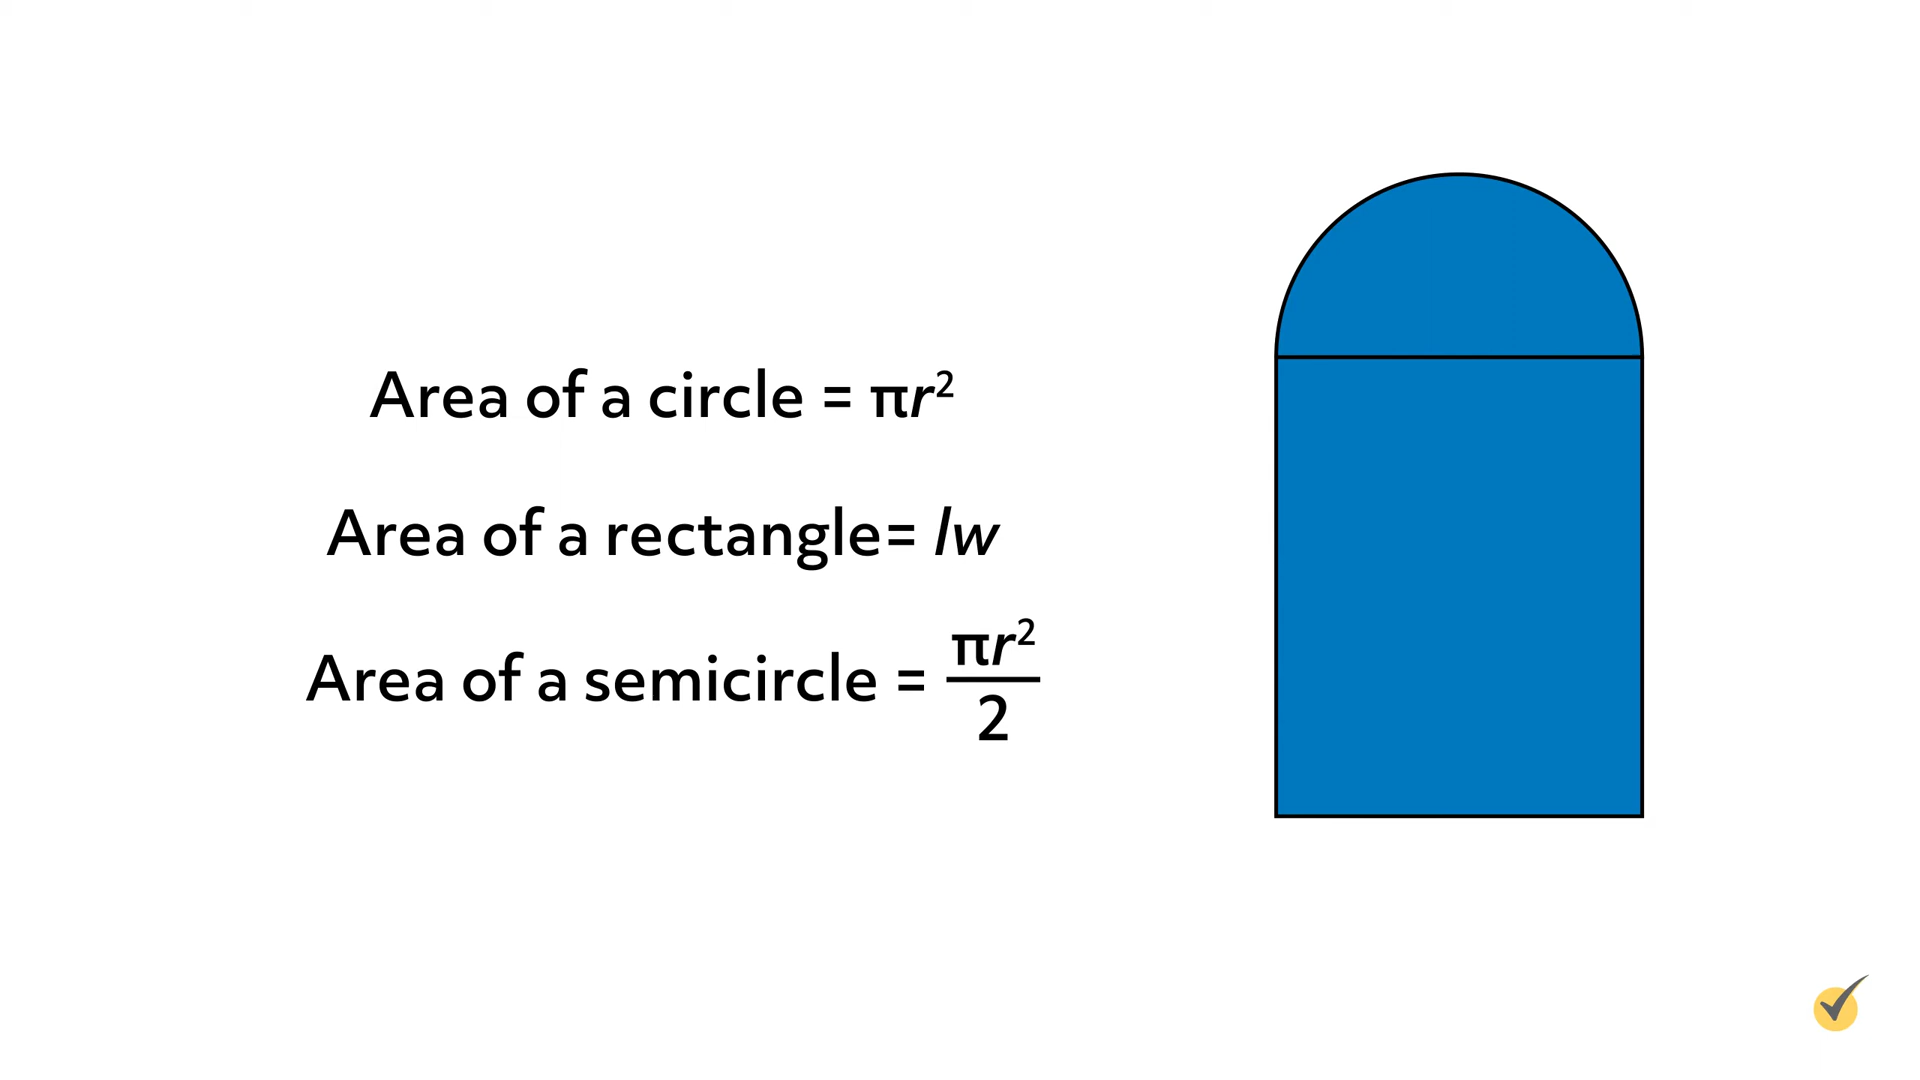 Area of a circle = πr²
Area of a rectangle= lw
Area of a semicircle = πr²/2